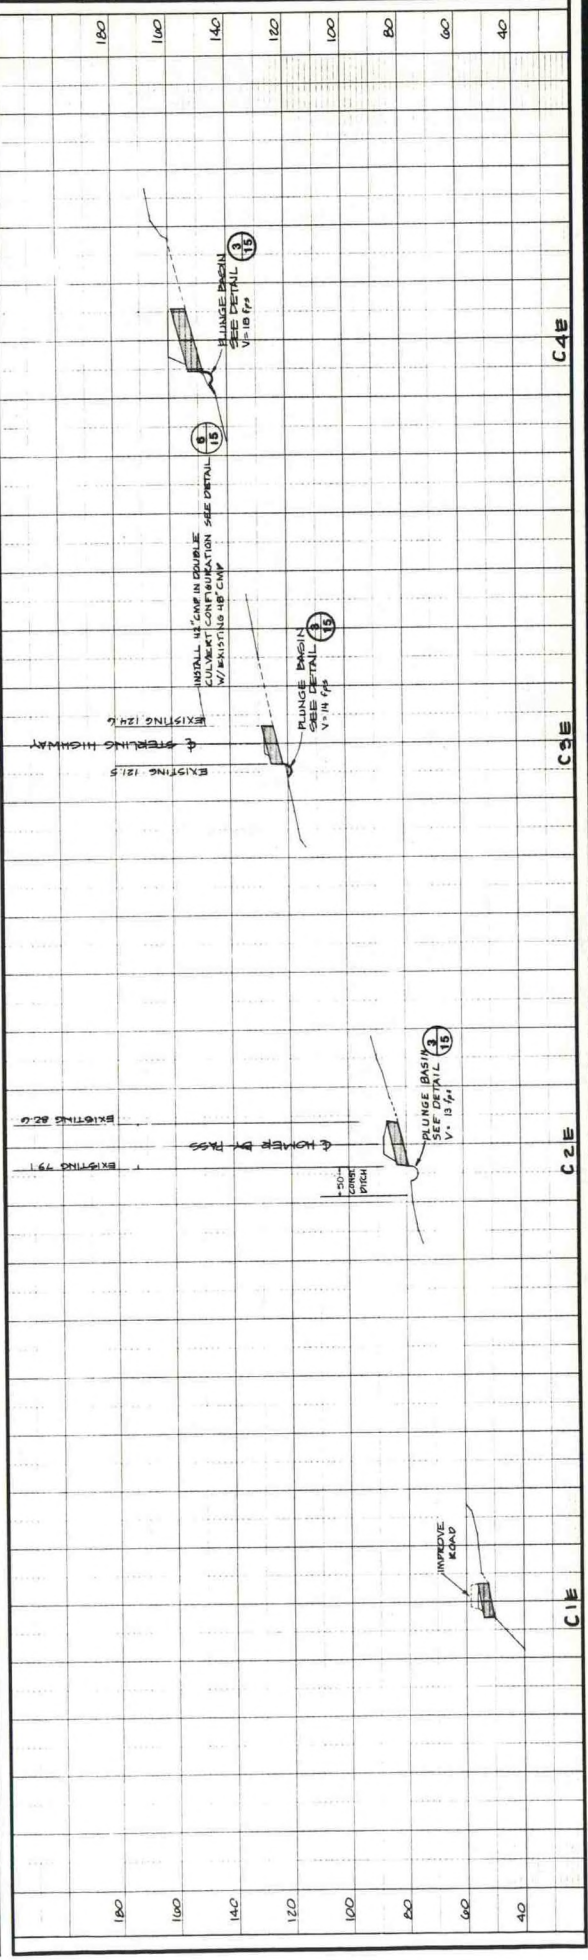 180
160
140
120
100
80
60
40
IMPROVE
ROAD
C1E
EXISTING 79.1
EXISTING 82.6
℄ HOMER BY PASS
50'
CONST.
DITCH
PLUNGE BASIN
SEE DETAIL
V= 13 fps
3
15
C2E
EXISTING 121.5
℄ STERLING HIGHWAY
EXISTING 124.6
INSTALL 42" CMP IN DOUBLE
CULVERT CONFIGURATION SEE DETAIL
W/EXISTING 48" CMP
15
PLUNGE BASIN
SEE DETAIL
V= 14 fps
3
15
C3E
PLUNGE BASIN
SEE DETAIL
V= 18 fps
3
15
C4E
180
160
140
120
100
80
60
40